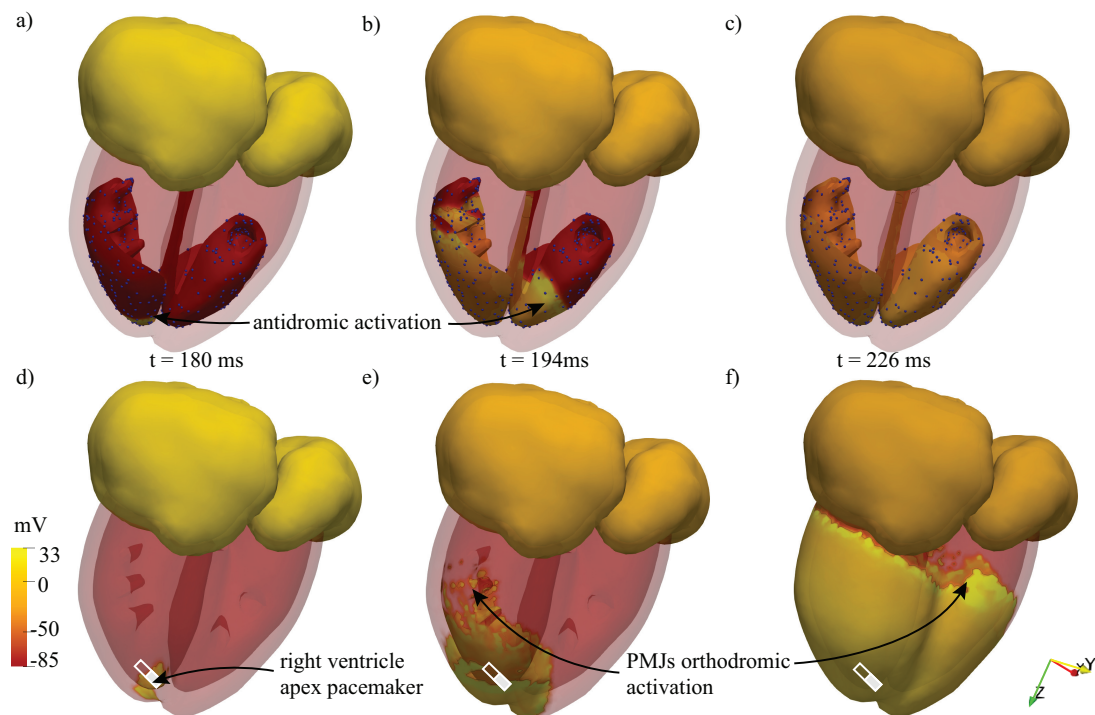 a)
b)
c)
antidromic activation
t = 180 ms
t = 194ms
t = 226 ms
d)
e)
f)
mV
33
0
-50
-85
right ventricle
apex pacemaker
PMJs orthodromic
activation
X
Y
Z